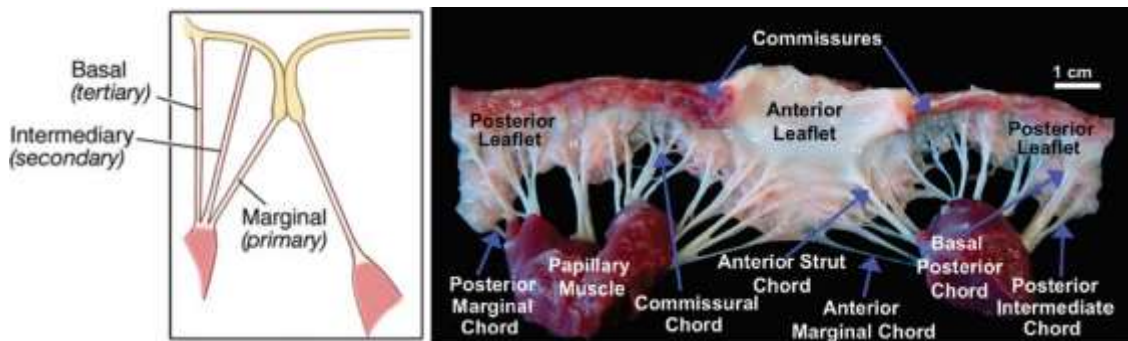 Basal
(tertiary)
Intermediary
(secondary)
Marginal
(primary)
Commissures
1 cm
Posterior
Leaflet
Anterior
Leaflet
Posterior
Leaflet
Posterior
Marginal
Chord
Papillary
Muscle
Commissural
Chord
Anterior Strut
Chord
Anterior
Marginal Chord
Basal
Posterior
Chord
Posterior
Intermediate
Chord